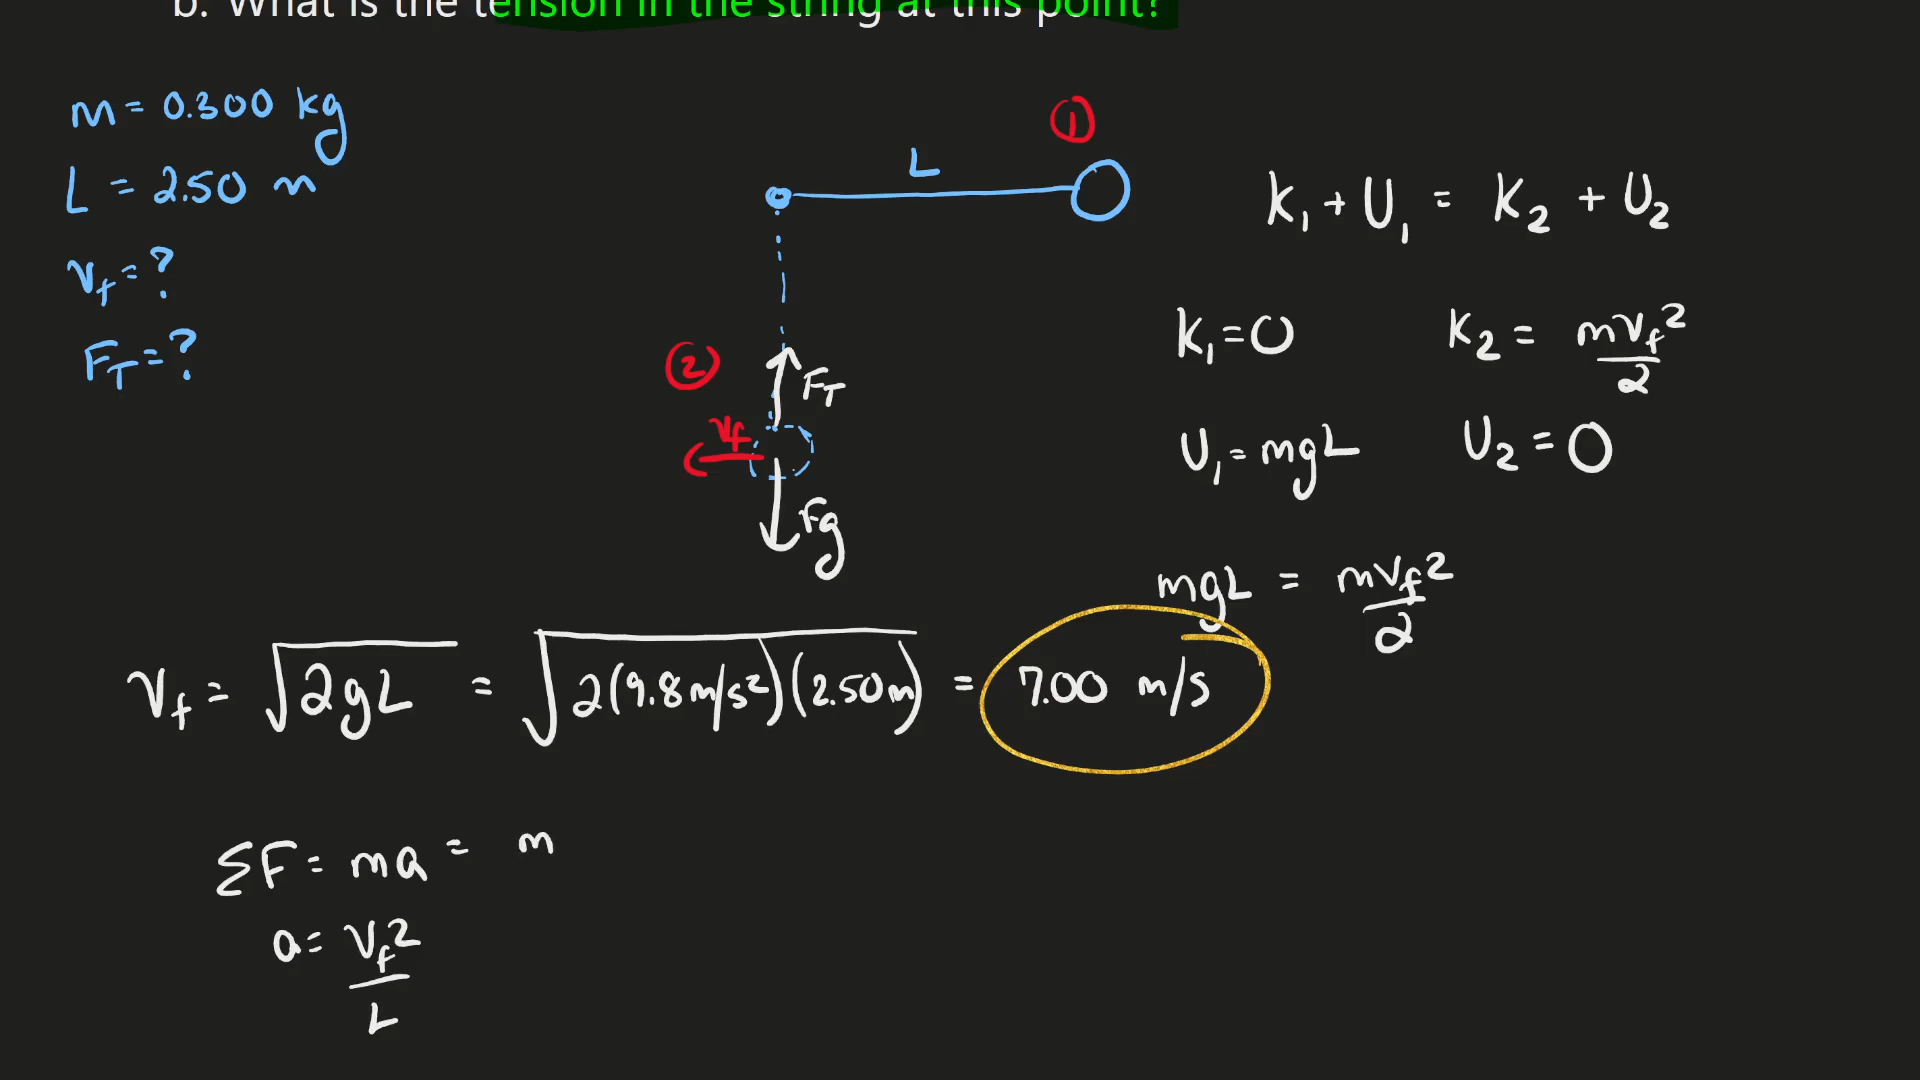 b. What is the tension in the string at this point?
m = 0.300 kg
L = 2.50 m
v_f = ?
F_T = ?
①
L
②
F_T
v_f
F_g
K₁ + U₁ = K₂ + U₂
K₁ = 0
K₂ = mv_f²/2
U₁ = mgL
U₂ = 0
mgL = mv_f²/2
v_f = √(2gL) = √(2(9.8 m/s²)(2.50 m)) = 7.00 m/s
ΣF = ma = m
a = v_f²/L